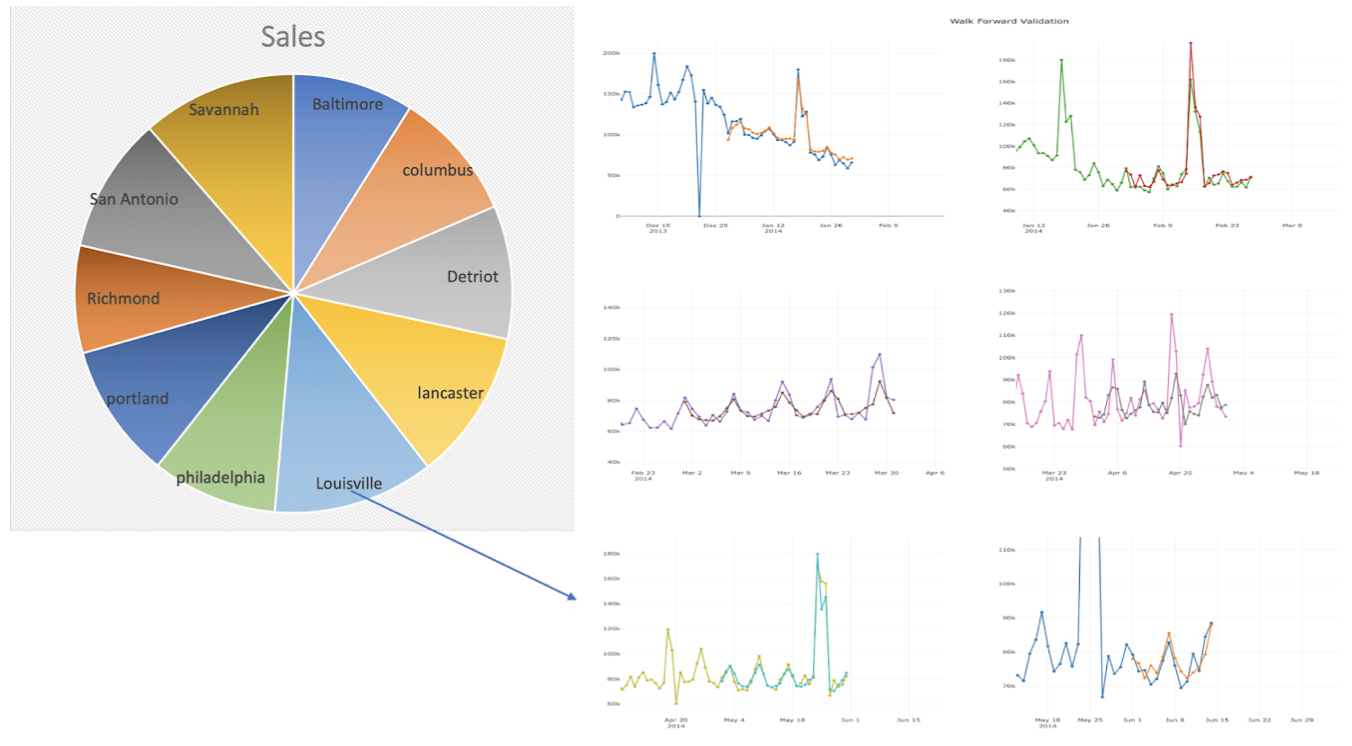 Sales
Savannah
Baltimore
columbus
San Antonio
Detriot
Richmond
lancaster
portland
philadelphia
Louisville
Walk Forward Validation
200k
150k
100k
50k
0
Dec 15 Dec 29 Jan 12 Jan 26 Feb 9
2013 2014
180k
160k
140k
120k
100k
80k
60k
40k
Jan 12 Jan 26 Feb 9 Feb 23 Mar 9
2014
140k
120k
100k
80k
60k
40k
Feb 23 Mar 2 Mar 9 Mar 16 Mar 23 Mar 30 Apr 6
2014
130k
120k
110k
100k
90k
80k
70k
60k
50k
Mar 23 Apr 6 Apr 20 May 4 May 18
2014
180k
160k
140k
120k
100k
80k
60k
Apr 20 May 4 May 18 Jun 1 Jun 15
2014
110k
100k
90k
80k
70k
May 18 May 25 Jun 1 Jun 8 Jun 15 Jun 22 Jun 29
2014